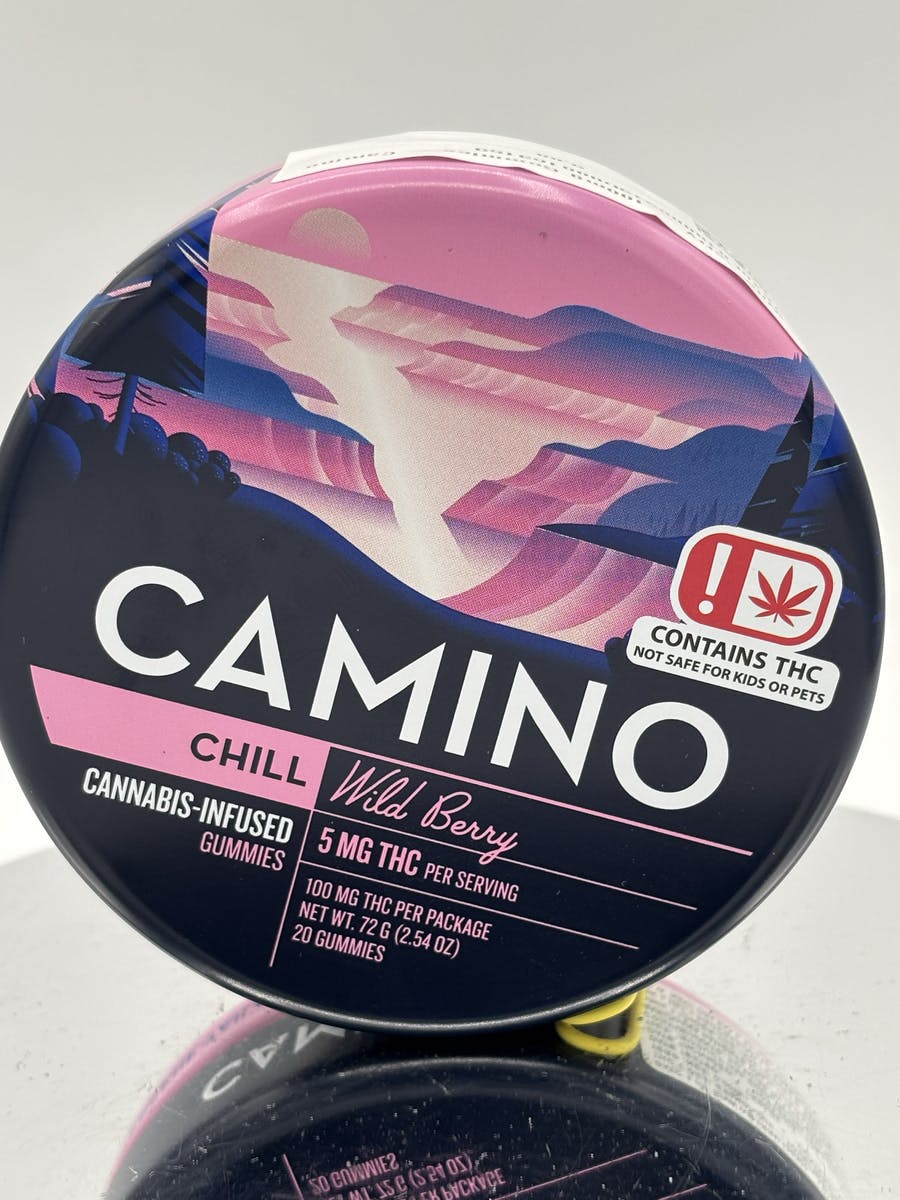 Camino
CONTAINS THC
NOT SAFE FOR KIDS OR PETS
CAMINO
CHILL
Wild Berry
CANNABIS-INFUSED
GUMMIES
5 MG THC PER SERVING
100 MG THC PER PACKAGE
NET WT. 72 G (2.54 OZ)
20 GUMMIES